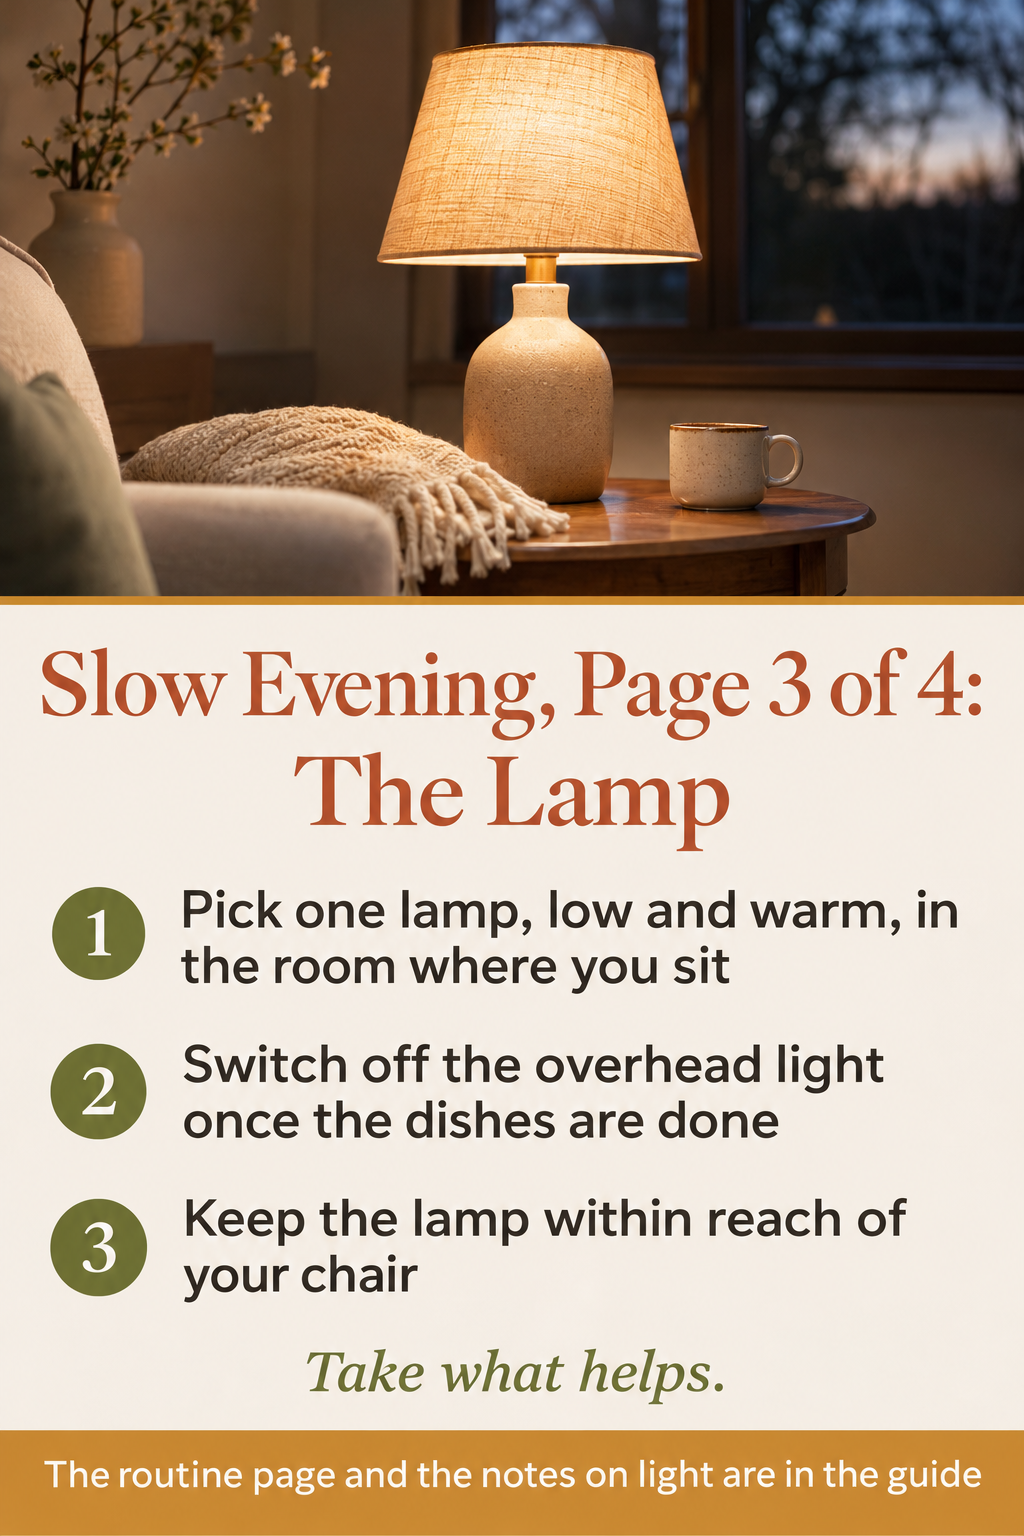 Slow Evening, Page 3 of 4:
The Lamp
1
Pick one lamp, low and warm, in
the room where you sit
2
Switch off the overhead light
once the dishes are done
3
Keep the lamp within reach of
your chair
Take what helps.
The routine page and the notes on light are in the guide